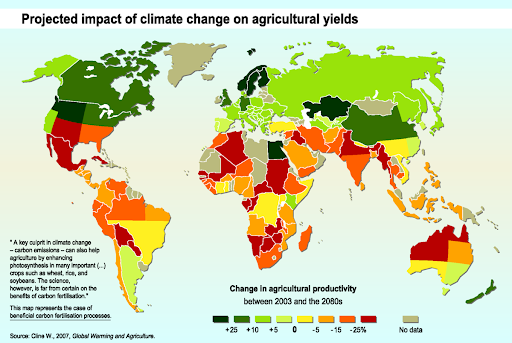 Projected impact of climate change on agricultural yields
" A key culprit in climate change
– carbon emissions – can also help
agriculture by enhancing
photosynthesis in many important (...)
crops such as wheat, rice, and
soybeans. The science,
however, is far from certain on the
benefits of carbon fertilisation."
This map represents the case of
beneficial carbon fertilisation processes.
Change in agricultural productivity
between 2003 and the 2080s
+25 +10 +5 0 -5 -15 -25% No data
Source: Cline W., 2007, Global Warming and Agriculture.